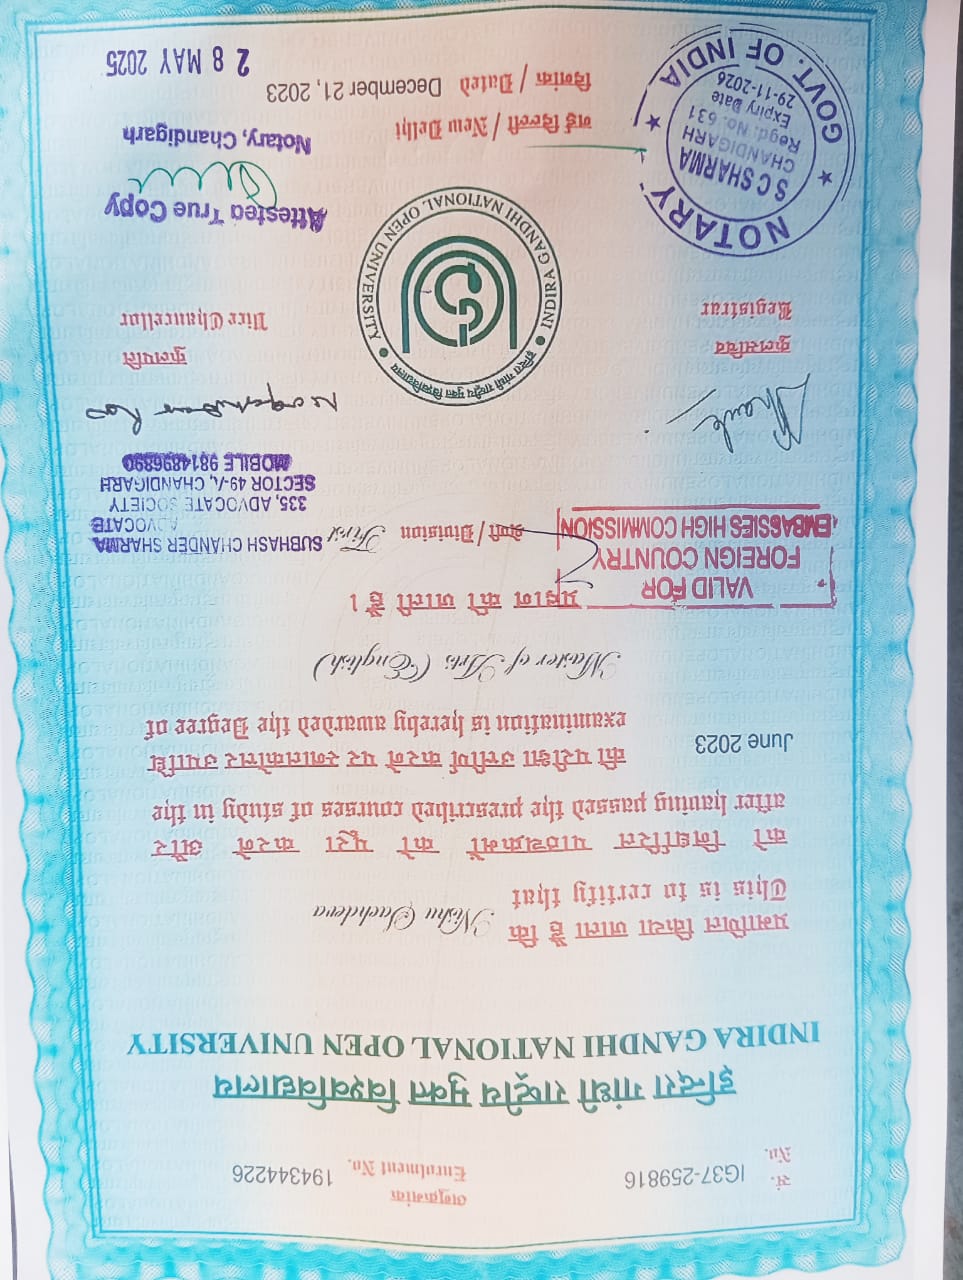 सं. No. IG37-259816
अनुक्रमांक Enrolment No. 194344226
इन्दिरा गांधी राष्ट्रीय मुक्त विश्वविद्यालय
INDIRA GANDHI NATIONAL OPEN UNIVERSITY
प्रमाणित किया जाता है कि
This is to certify that Nishu Sachdeva
को निर्धारित पाठ्यक्रमों को पूरा करने और
after having passed the prescribed courses of study in the
June 2023 की परीक्षा उत्तीर्ण करने पर स्नातकोत्तर उपाधि
examination is hereby awarded the Degree of
Master of Arts (English)
प्रदान की जाती है ।
श्रेणी / Division First
VALID FOR
FOREIGN COUNTRY
EMBASSIES HIGH COMMISSION
SUBHASH CHANDER SHARMA
ADVOCATE
335, ADVOCATE SOCIETY
SECTOR 49-A, CHANDIGARH
MOBILE 9814896890
कुलसचिव
Registrar
कुलपति
Vice Chancellor
इन्दिरा गांधी राष्ट्रीय मुक्त विश्वविद्यालय
INDIRA GANDHI NATIONAL OPEN UNIVERSITY
NOTARY
S C SHARMA
CHANDIGARH
Regd. No. 631
Expiry Date
29-11-2026
GOVT. OF INDIA
Attested True Copy
Notary, Chandigarh
नई दिल्ली / New Delhi
दिनांक / Dated December 21, 2023
28 MAY 2025